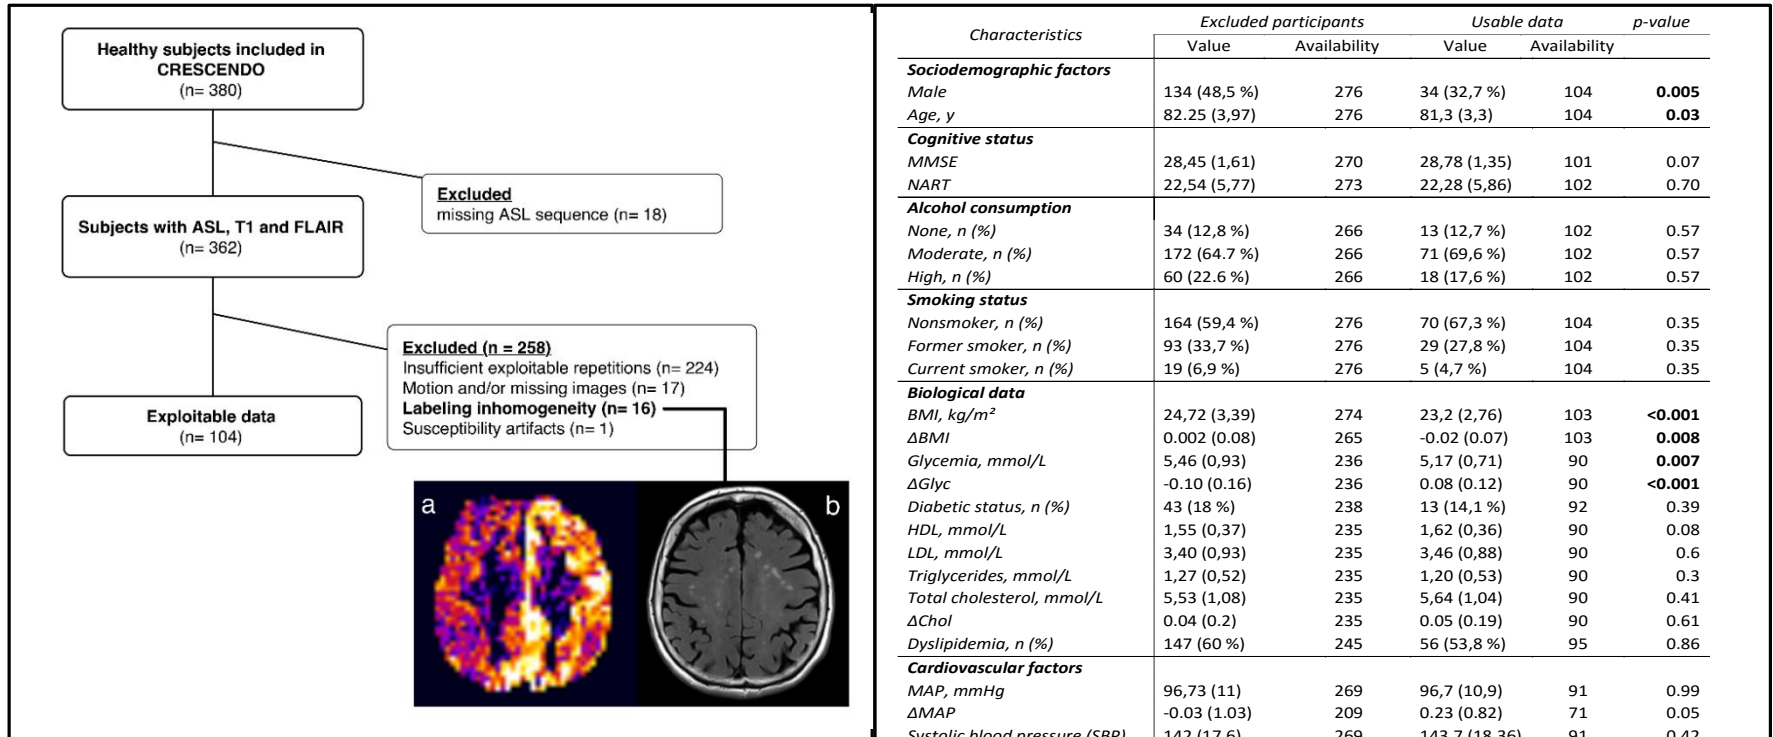 Healthy subjects included in
CRESCENDO
(n= 380)
Excluded
missing ASL sequence (n= 18)
Subjects with ASL, T1 and FLAIR
(n= 362)
Excluded (n = 258)
Insufficient exploitable repetitions (n= 224)
Motion and/or missing images (n= 17)
Labeling inhomogeneity (n= 16)
Susceptibility artifacts (n= 1)
Exploitable data
(n= 104)
a
b
Characteristics Excluded participants Usable data p-value
Value Availability Value Availability
Sociodemographic factors
Male 134 (48,5 %) 276 34 (32,7 %) 104 0.005
Age, y 82.25 (3,97) 276 81,3 (3,3) 104 0.03
Cognitive status
MMSE 28,45 (1,61) 270 28,78 (1,35) 101 0.07
NART 22,54 (5,77) 273 22,28 (5,86) 102 0.70
Alcohol consumption
None, n (%) 34 (12,8 %) 266 13 (12,7 %) 102 0.57
Moderate, n (%) 172 (64.7 %) 266 71 (69,6 %) 102 0.57
High, n (%) 60 (22.6 %) 266 18 (17,6 %) 102 0.57
Smoking status
Nonsmoker, n (%) 164 (59,4 %) 276 70 (67,3 %) 104 0.35
Former smoker, n (%) 93 (33,7 %) 276 29 (27,8 %) 104 0.35
Current smoker, n (%) 19 (6,9 %) 276 5 (4,7 %) 104 0.35
Biological data
BMI, kg/m² 24,72 (3,39) 274 23,2 (2,76) 103 <0.001
ΔBMI 0.002 (0.08) 265 -0.02 (0.07) 103 0.008
Glycemia, mmol/L 5,46 (0,93) 236 5,17 (0,71) 90 0.007
ΔGlyc -0.10 (0.16) 236 0.08 (0.12) 90 <0.001
Diabetic status, n (%) 43 (18 %) 238 13 (14,1 %) 92 0.39
HDL, mmol/L 1,55 (0,37) 235 1,62 (0,36) 90 0.08
LDL, mmol/L 3,40 (0,93) 235 3,46 (0,88) 90 0.6
Triglycerides, mmol/L 1,27 (0,52) 235 1,20 (0,53) 90 0.3
Total cholesterol, mmol/L 5,53 (1,08) 235 5,64 (1,04) 90 0.41
ΔChol 0.04 (0.2) 235 0.05 (0.19) 90 0.61
Dyslipidemia, n (%) 147 (60 %) 245 56 (53,8 %) 95 0.86
Cardiovascular factors
MAP, mmHg 96,73 (11) 269 96,7 (10,9) 91 0.99
ΔMAP -0.03 (1.03) 209 0.23 (0.82) 71 0.05
Systolic blood pressure (SBP) 142 (17,6) 269 143,7 (18,36) 91 0.42